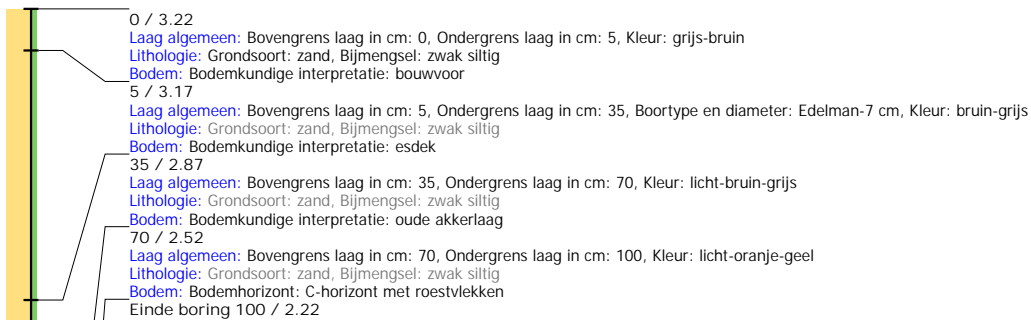 0 / 3.22
Laag algemeen: Bovengrens laag in cm: 0, Ondergrens laag in cm: 5, Kleur: grijs-bruin
Lithologie: Grondsoort: zand, Bijmengsel: zwak siltig
Bodem: Bodemkundige interpretatie: bouwvoor
5 / 3.17
Laag algemeen: Bovengrens laag in cm: 5, Ondergrens laag in cm: 35, Boortype en diameter: Edelman-7 cm, Kleur: bruin-grijs
Lithologie: Grondsoort: zand, Bijmengsel: zwak siltig
Bodem: Bodemkundige interpretatie: esdek
35 / 2.87
Laag algemeen: Bovengrens laag in cm: 35, Ondergrens laag in cm: 70, Kleur: licht-bruin-grijs
Lithologie: Grondsoort: zand, Bijmengsel: zwak siltig
Bodem: Bodemkundige interpretatie: oude akkerlaag
70 / 2.52
Laag algemeen: Bovengrens laag in cm: 70, Ondergrens laag in cm: 100, Kleur: licht-oranje-geel
Lithologie: Grondsoort: zand, Bijmengsel: zwak siltig
Bodem: Bodemhorizont: C-horizont met roestvlekken
Einde boring 100 / 2.22